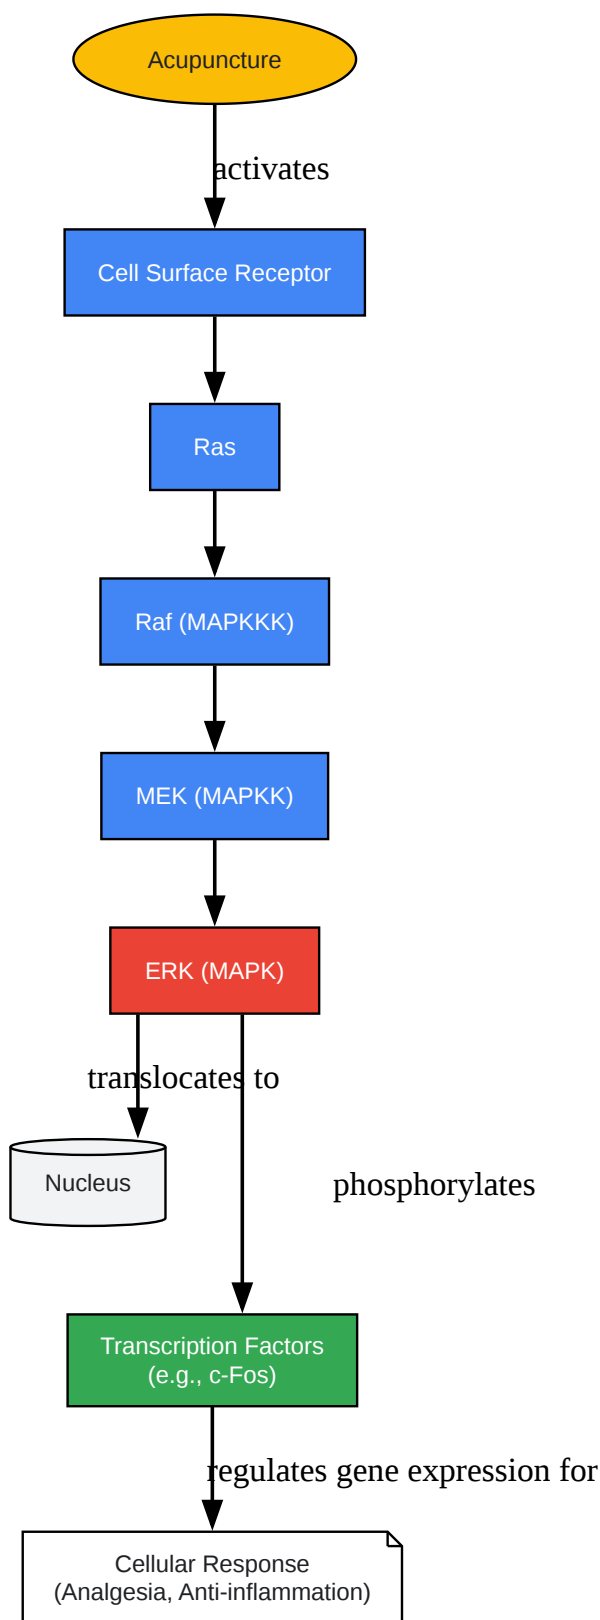 Acupuncture
activates
Cell Surface Receptor
Ras
Raf (MAPKKK)
MEK (MAPKK)
ERK (MAPK)
translocates to
Nucleus
phosphorylates
Transcription Factors
(e.g., c-Fos)
regulates gene expression for
Cellular Response
(Analgesia, Anti-inflammation)